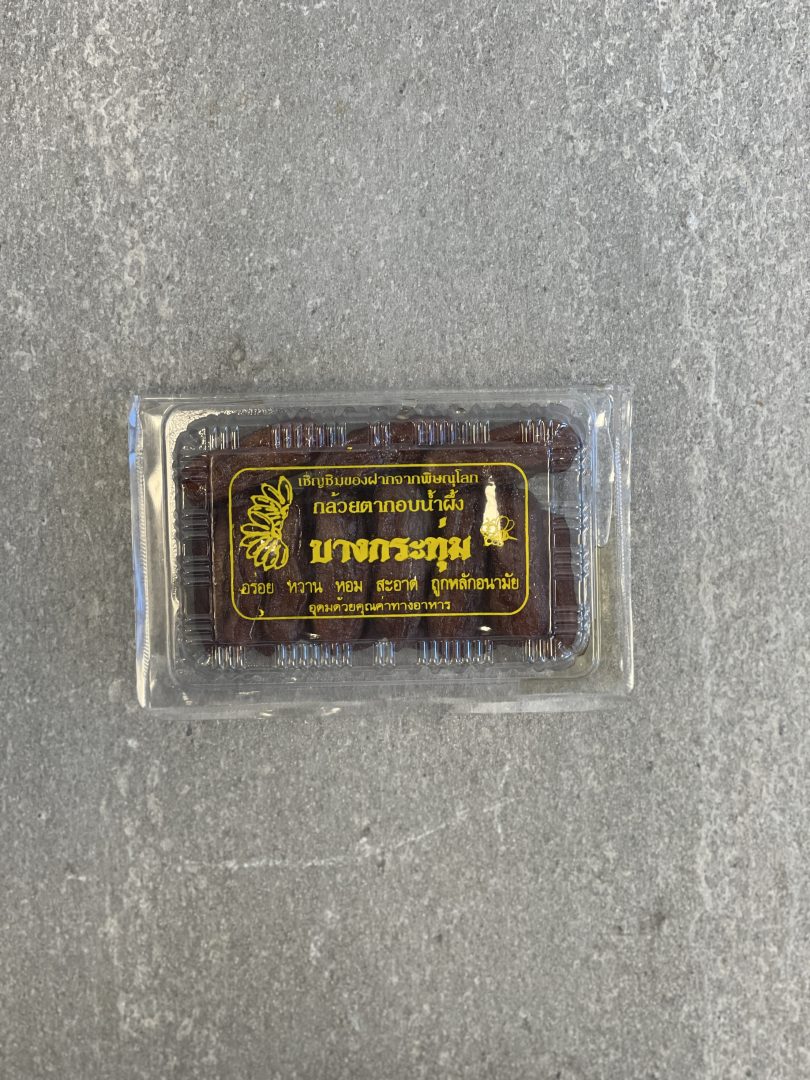 เชิญชิมของฝากจากพิษณุโลก
กล้วยตากอบน้ำผึ้ง
บางกระทุ่ม
อร่อย หวาน หอม สะอาด ถูกหลักอนามัย
อุดมด้วยคุณค่าทางอาหาร